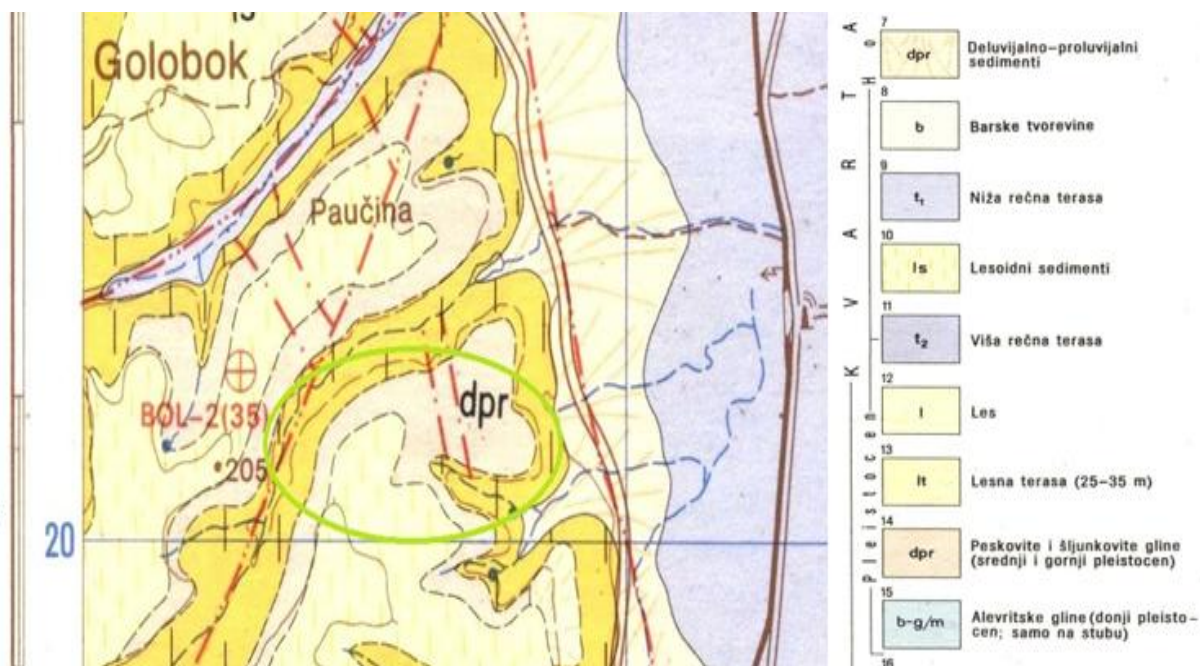 Golobok
Paučina
BOL-2(35)
205
dpr
20
K V A R T A
H o
Pleistocen
7
dpr
Deluvijalno-proluvijalni
sedimenti
8
b
Barske tvorevine
9
t₁
Niža rečna terasa
10
ls
Lesoidni sedimenti
11
t₂
Viša rečna terasa
12
l
Les
13
lt
Lesna terasa (25-35 m)
14
dpr
Peskovite i šljunkovite gline
(srednji i gornji pleistocen)
15
b-g/m
Alevritske gline (donji pleisto-
cen; samo na stubu)
16